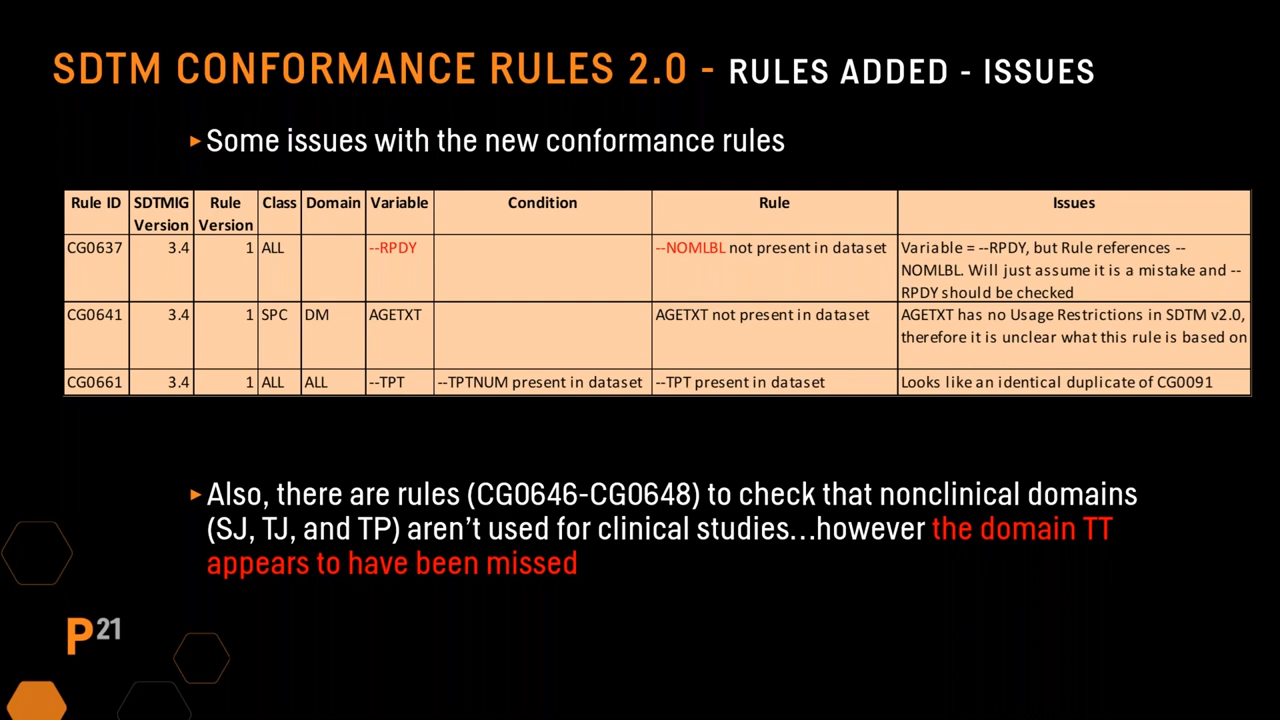 SDTM CONFORMANCE RULES 2.0 - RULES ADDED - ISSUES
▸Some issues with the new conformance rules
Rule ID SDTMIG Version Rule Version Class Domain Variable Condition Rule Issues
CG0637 3.4 1 ALL --RPDY --NOMLBL not present in dataset Variable = --RPDY, but Rule references --
NOMLBL. Will just assume it is a mistake and --
RPDY should be checked
CG0641 3.4 1 SPC DM AGETXT AGETXT not present in dataset AGETXT has no Usage Restrictions in SDTM v2.0,
therefore it is unclear what this rule is based on
CG0661 3.4 1 ALL ALL --TPT --TPTNUM present in dataset --TPT present in dataset Looks like an identical duplicate of CG0091
▸Also, there are rules (CG0646-CG0648) to check that nonclinical domains
(SJ, TJ, and TP) aren't used for clinical studies...however the domain TT
appears to have been missed
P21